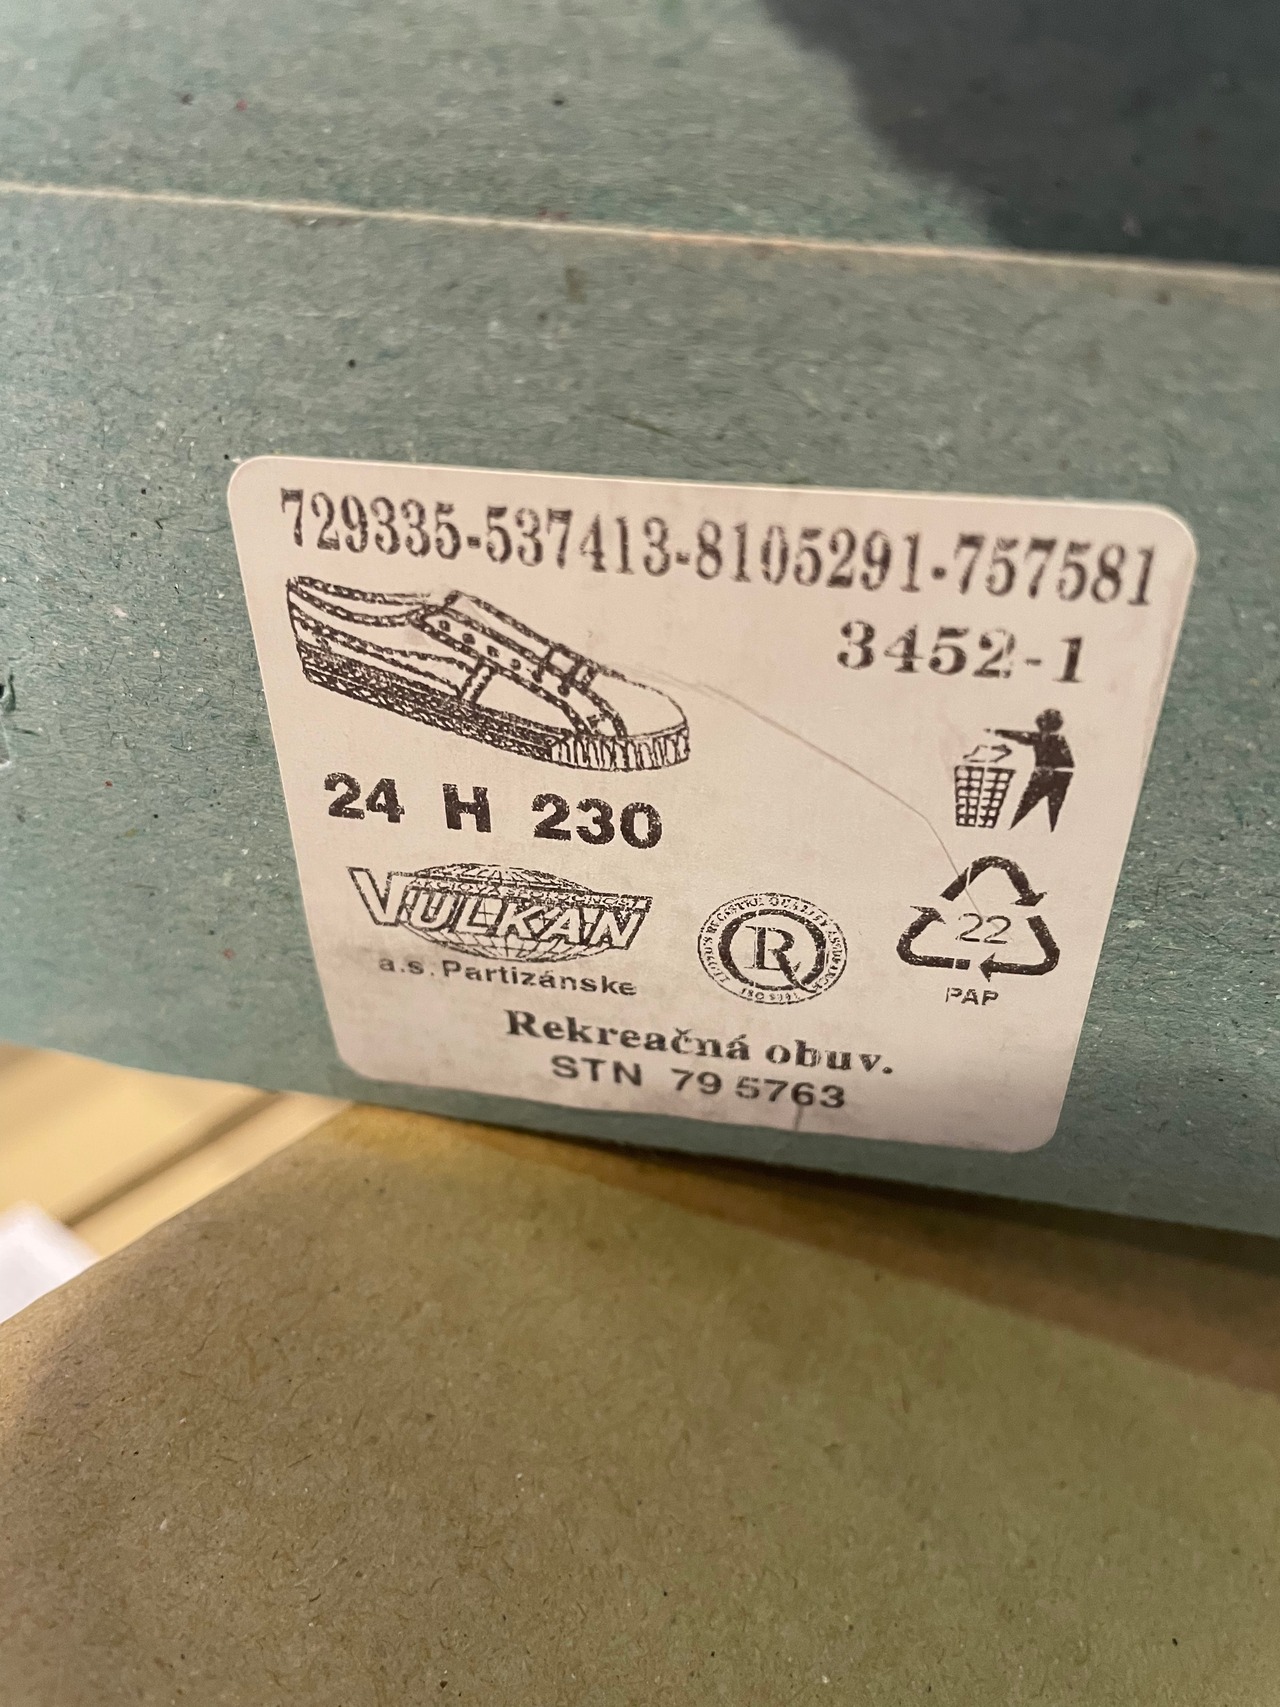 729335-537413-8105291-757581
3452-1
24 H 230
VULKAN
a.s. Partizánske
R
22
PAP
Rekreačná obuv.
STN 79 5763